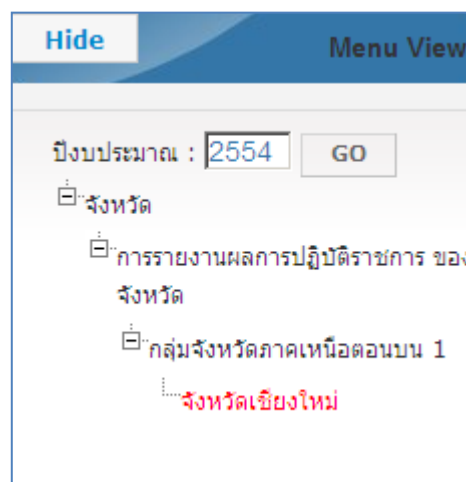 Hide
Menu View
ปีงบประมาณ : 2554 GO
จังหวัด
การรายงานผลการปฏิบัติราชการ ของ
จังหวัด
กลุ่มจังหวัดภาคเหนือตอนบน 1
จังหวัดเชียงใหม่